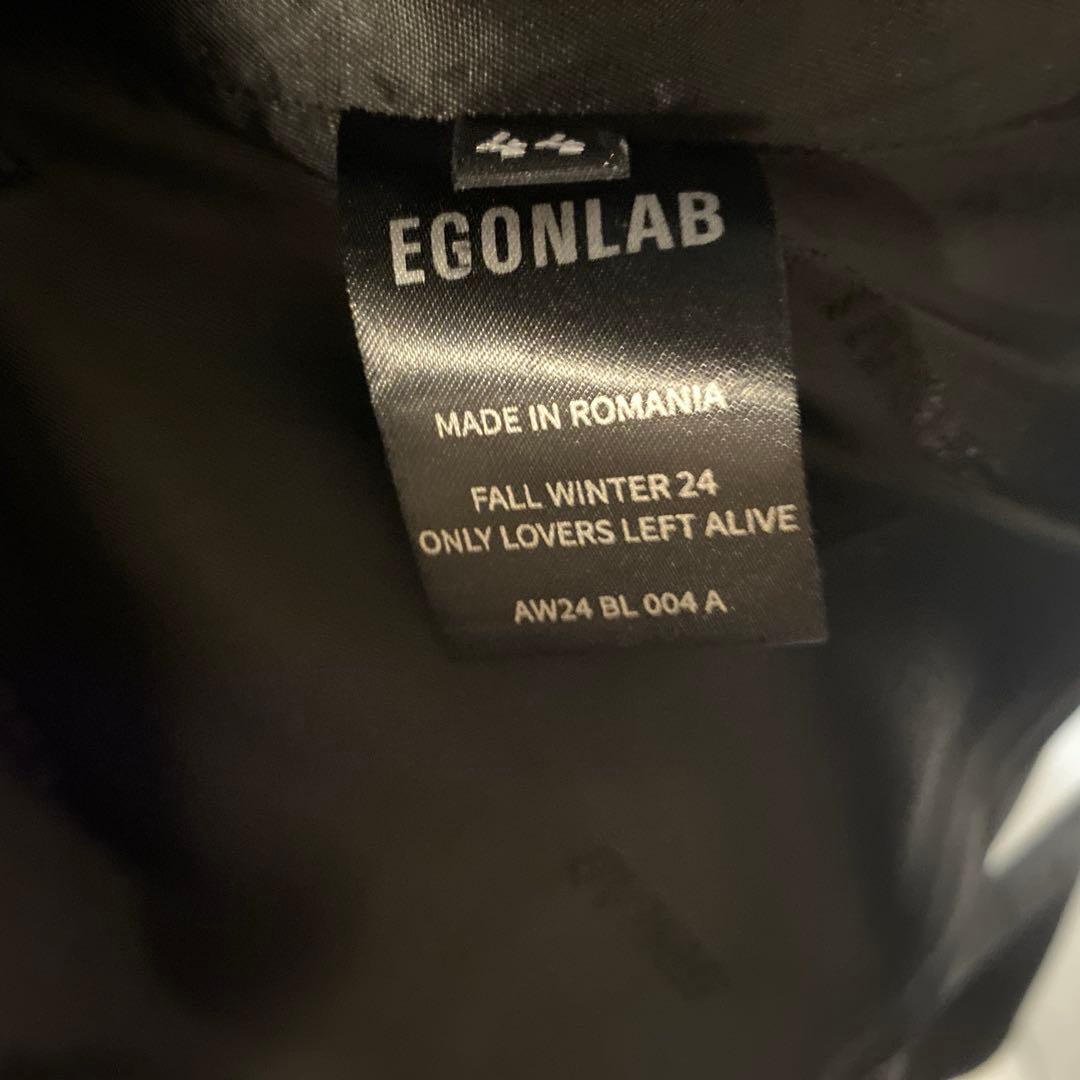 44
EGONLAB
MADE IN ROMANIA
FALL WINTER 24
ONLY LOVERS LEFT ALIVE
AW24 BL 004 A